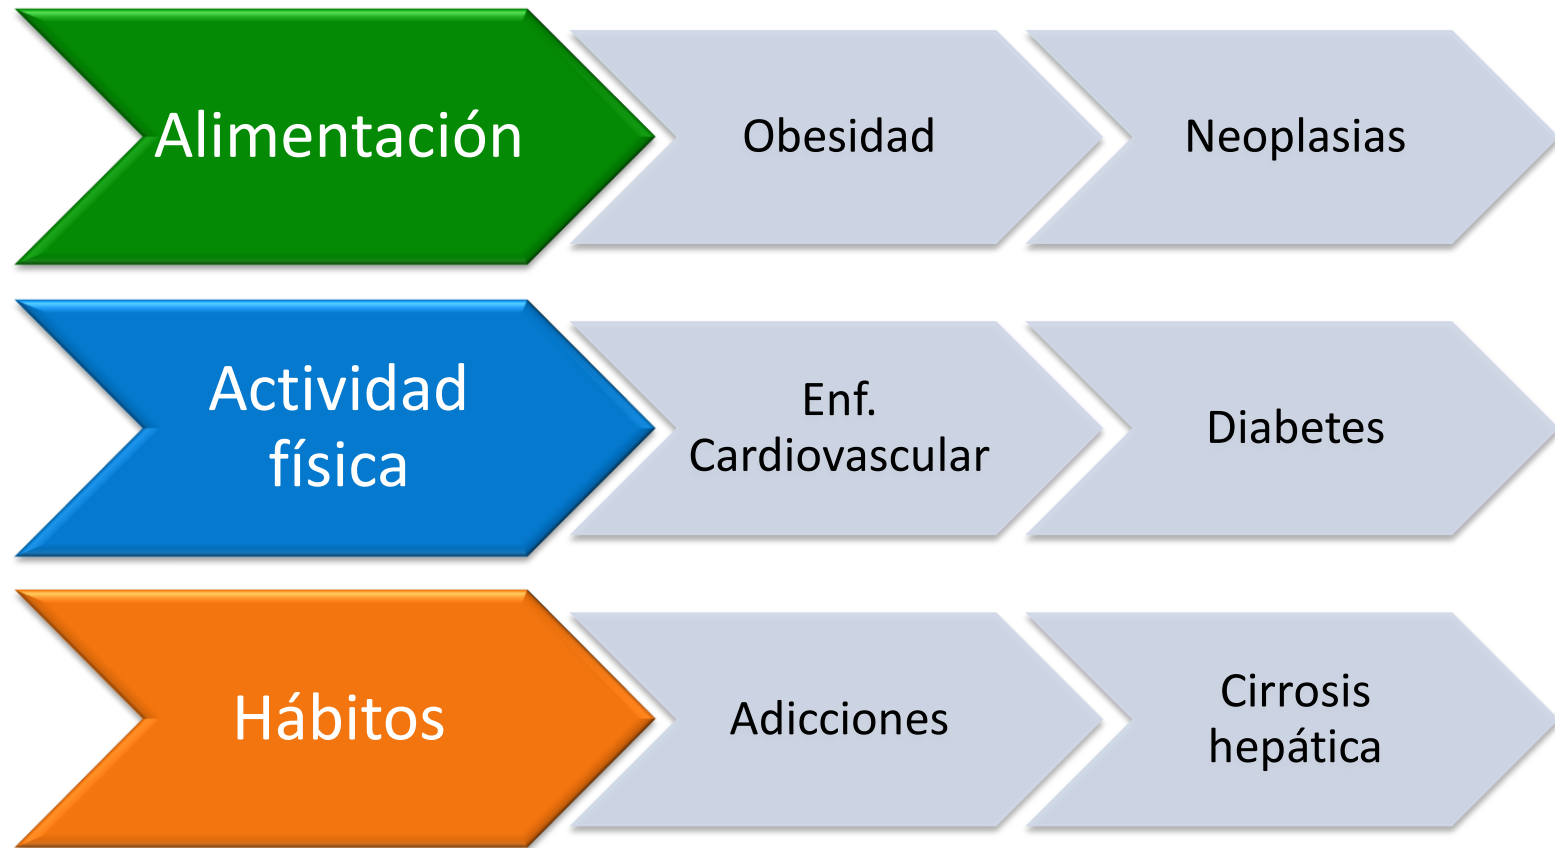 Alimentación
Obesidad
Neoplasias
Actividad
física
Enf.
Cardiovascular
Diabetes
Hábitos
Adicciones
Cirrosis
hepática